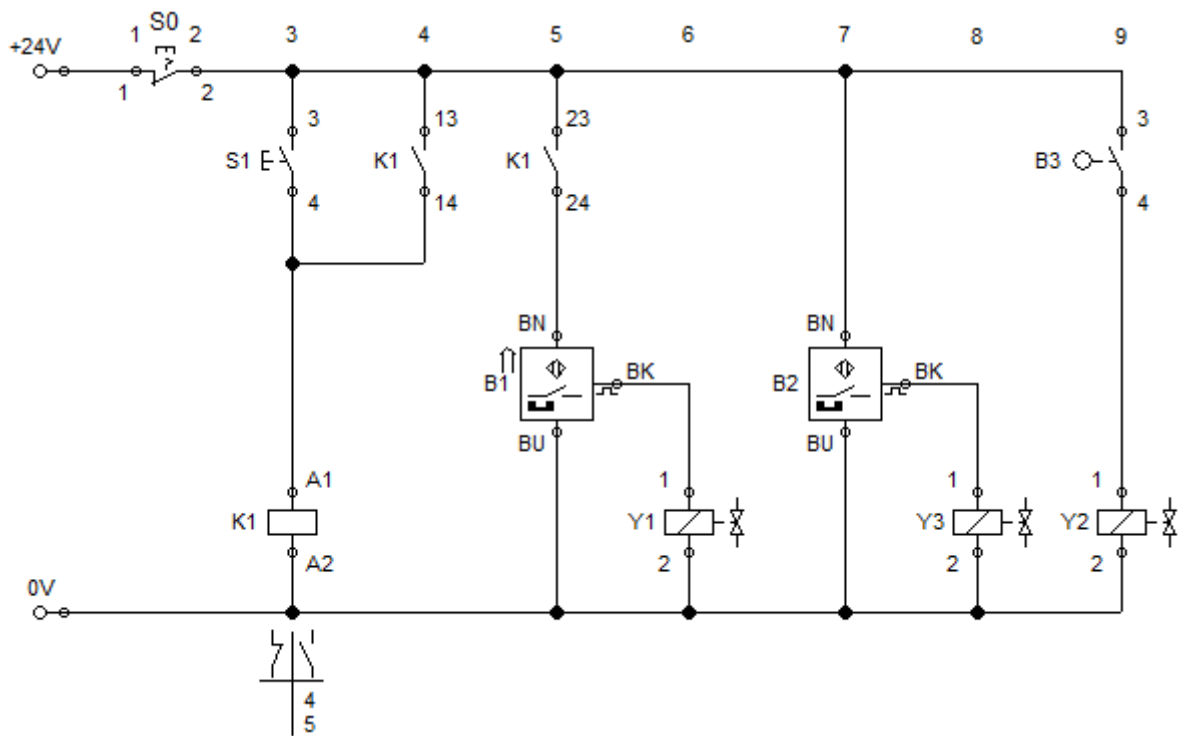 S0
1 2 3 4 5 6 7 8 9
+24V
1 2
3 13 23 3
S1 K1 K1 B3
4 14 24 4
BN BN
B1 BK B2 BK
BU BU
A1 1 1 1
K1 Y1 Y3 Y2
A2 2 2 2
0V
4
5